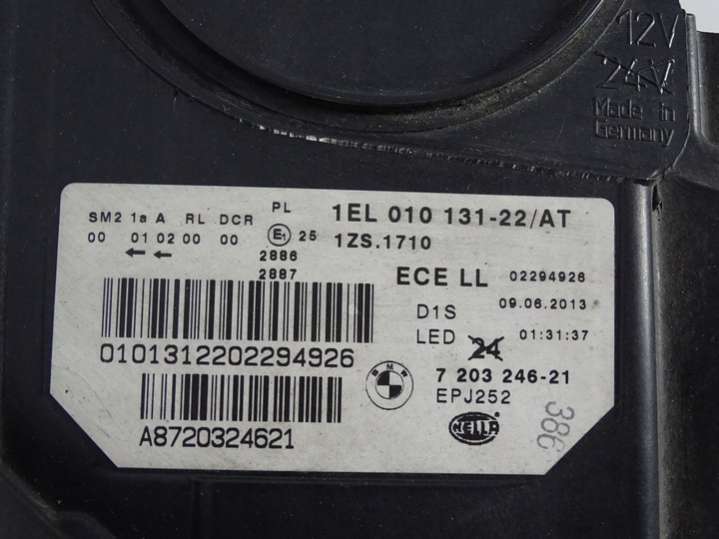 12V
24V
Made in
Germany
SM2 1a A RL DCR PL
00 01 02 00 00 E1 25
2886
2887
1EL 010 131-22/AT
1ZS.1710
ECE LL 02294926
D1S 09.06.2013
LED 24 01:31:37
0101312202294926
BMW
7 203 246-21
EPJ252
A8720324621
HELLA
386